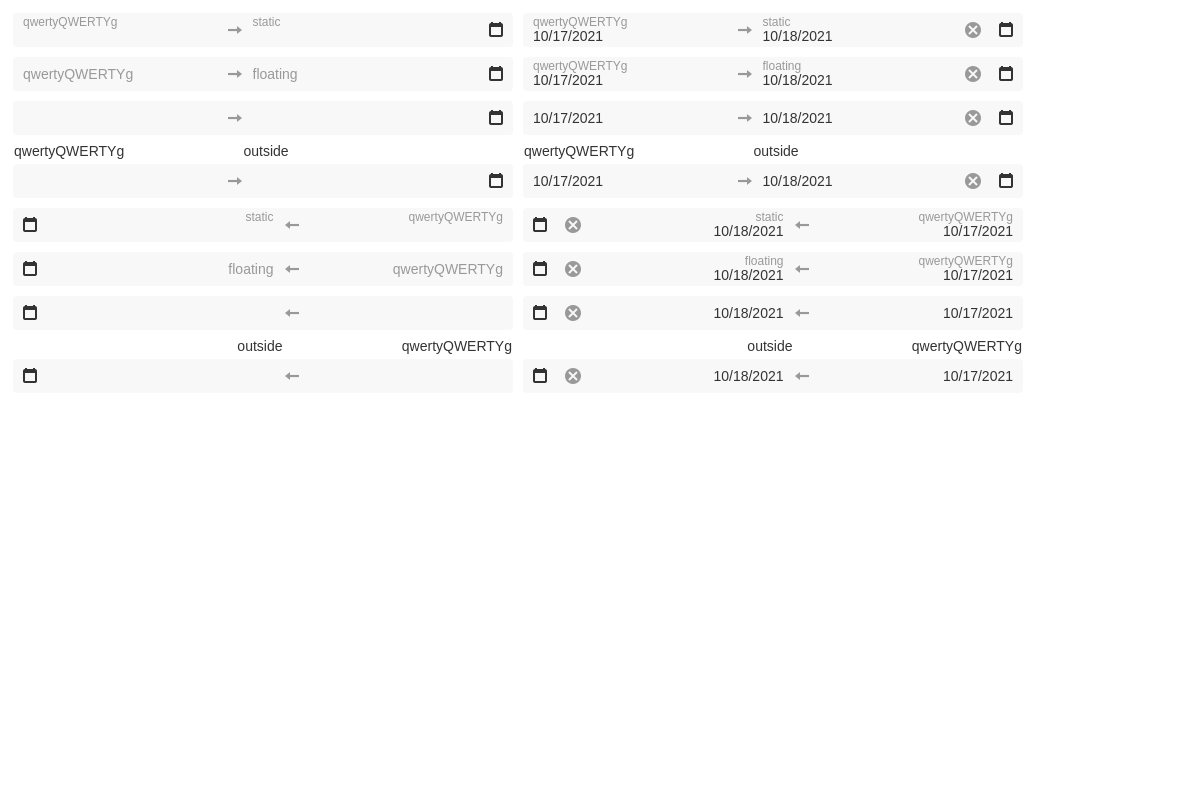 qwertyQWERTYg static qwertyQWERTYg static
10/17/2021 10/18/2021
qwertyQWERTYg floating qwertyQWERTYg floating
10/17/2021 10/18/2021
10/17/2021 10/18/2021
qwertyQWERTYg outside qwertyQWERTYg outside
10/17/2021 10/18/2021
static qwertyQWERTYg static qwertyQWERTYg
10/18/2021 10/17/2021
floating qwertyQWERTYg floating qwertyQWERTYg
10/18/2021 10/17/2021
10/18/2021 10/17/2021
outside qwertyQWERTYg outside qwertyQWERTYg
10/18/2021 10/17/2021